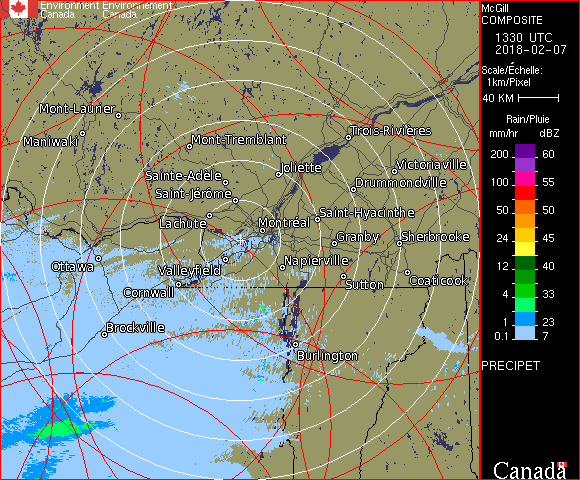 Environment Environnement
Canada Canada
McGill
COMPOSITE
1330 UTC
2018-02-07
Scale/Échelle:
1km/Pixel
40 KM
Rain/Pluie
mm/hr dBZ
200 60
57
100 55
50 50
24 45
12 40
4 33
1 23
0.1 7
PRECIPET
Canada
Mont-Laurier
Maniwaki
Mont-Tremblant
Trois-Rivières
Sainte-Adèle
Joliette
Victoriaville
Saint-Jérôme
Drummondville
Lachute
Montréal
Saint-Hyacinthe
Granby
Sherbrooke
Ottawa
Valleyfield
Napierville
Cornwall
Sutton
Coaticook
Brockville
Burlington